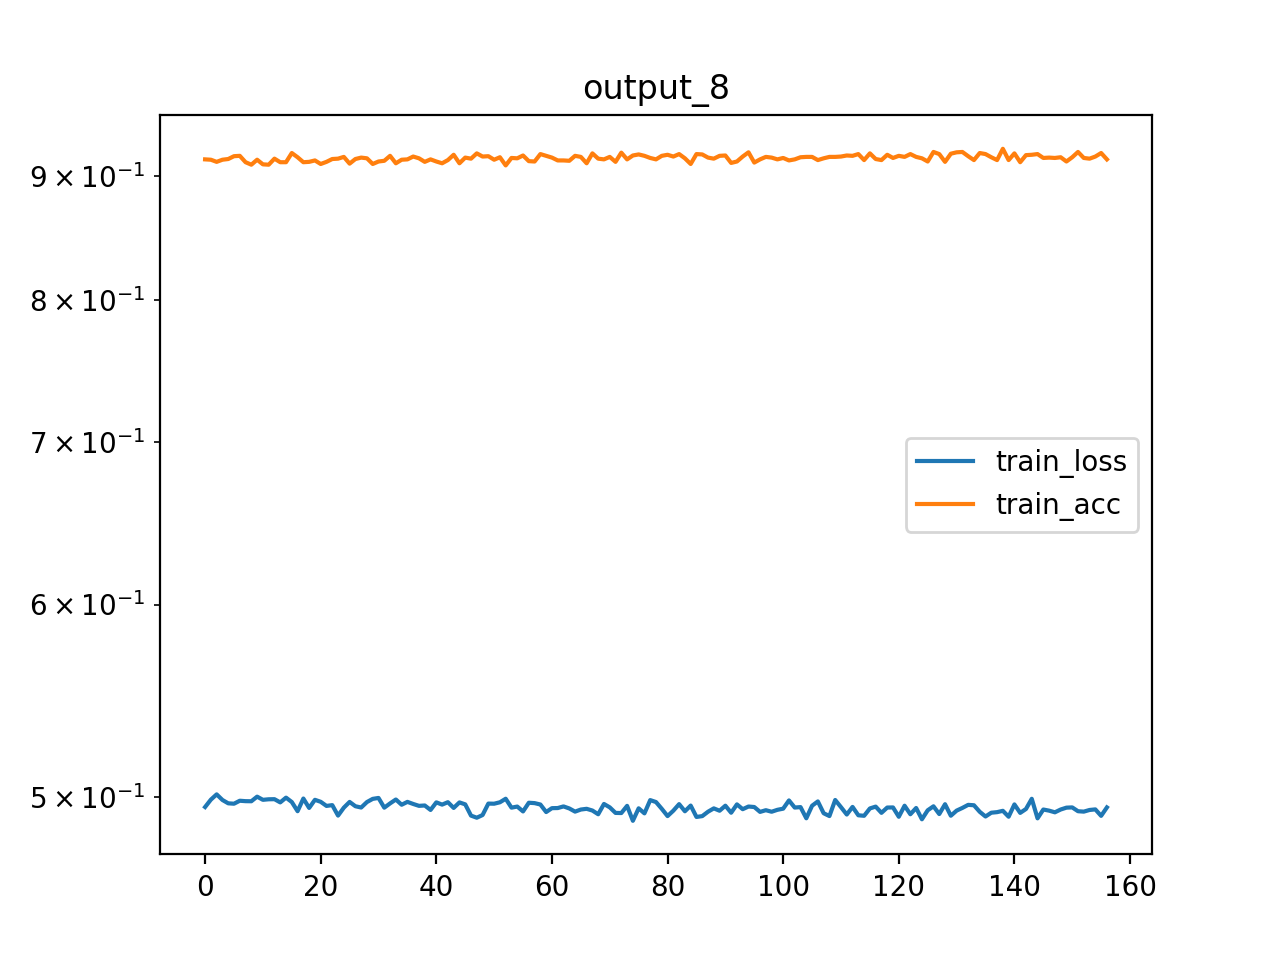 output_8
9 × 10⁻¹
8 × 10⁻¹
7 × 10⁻¹
6 × 10⁻¹
5 × 10⁻¹
train_loss
train_acc
0 20 40 60 80 100 120 140 160